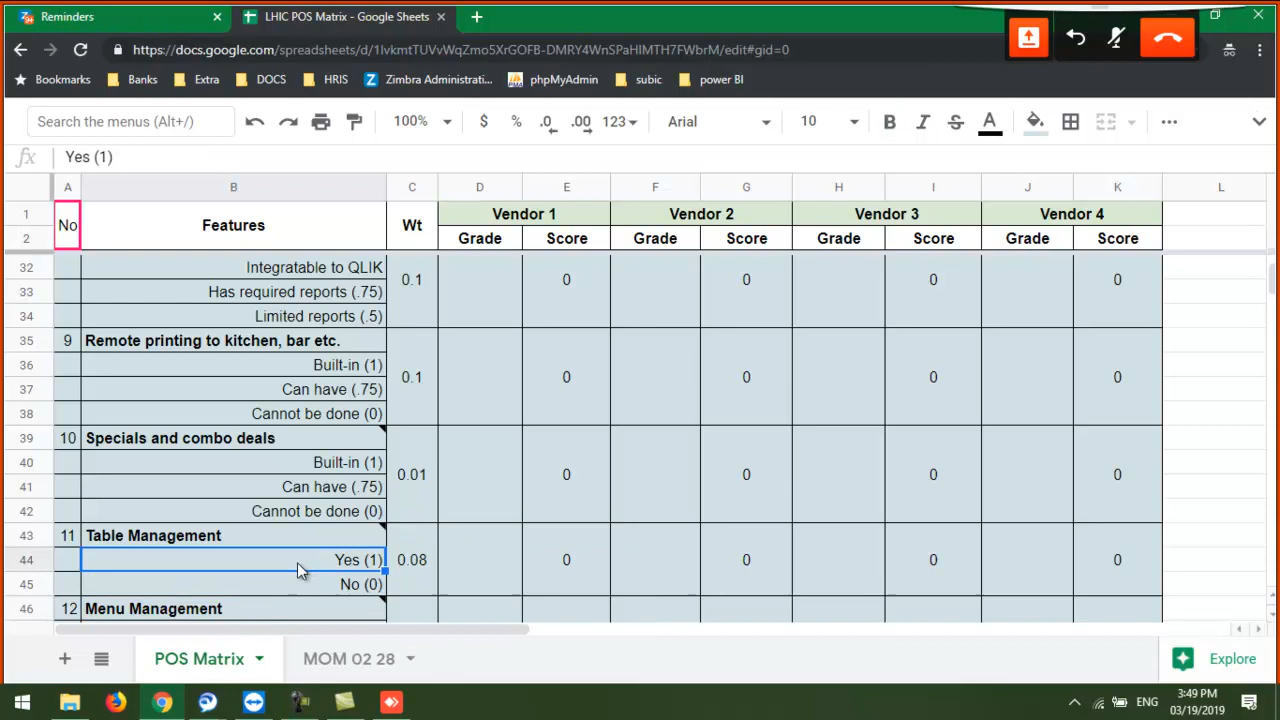 Reminders
LHIC POS Matrix - Google Sheets
https://docs.google.com/spreadsheets/d/1IvkmtTUVvWqZmo5XrGOFB-DMRY4WnSPaHlMTH7FWbrM/edit#gid=0
Bookmarks Banks Extra DOCS HRIS Zimbra Administrati... phpMyAdmin subic power BI
Search the menus (Alt+/) 100% $ % .0 .00 123 Arial 10 B I S A
fx Yes (1)
A B C D E F G H I J K L
1 No Features Wt Vendor 1 Vendor 2 Vendor 3 Vendor 4
2 Grade Score Grade Score Grade Score Grade Score
32 Integratable to QLIK 0.1 0 0 0 0
33 Has required reports (.75)
34 Limited reports (.5)
35 9 Remote printing to kitchen, bar etc.
36 Built-in (1) 0.1 0 0 0 0
37 Can have (.75)
38 Cannot be done (0)
39 10 Specials and combo deals
40 Built-in (1) 0.01 0 0 0 0
41 Can have (.75)
42 Cannot be done (0)
43 11 Table Management
44 Yes (1) 0.08 0 0 0 0
45 No (0)
46 12 Menu Management
POS Matrix MOM 02 28 Explore
ENG 3:49 PM
03/19/2019